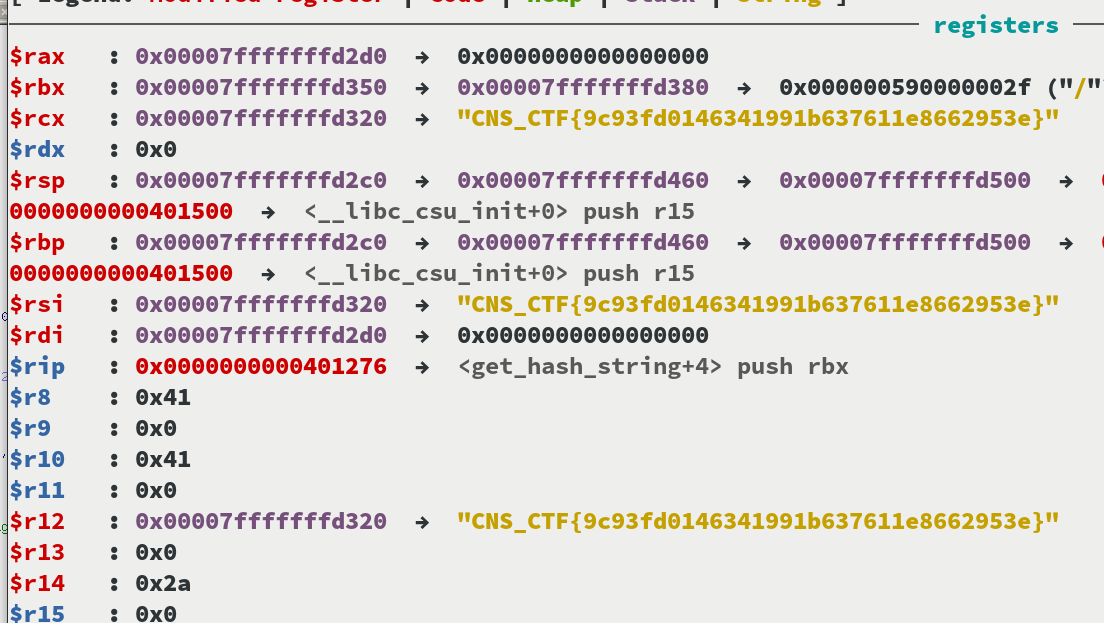 [ Legend: Modified register | Code | Heap | Stack | String ]
registers
$rax : 0x00007fffffffd2d0 → 0x0000000000000000
$rbx : 0x00007fffffffd350 → 0x00007fffffffd380 → 0x000000590000002f ("/"
$rcx : 0x00007fffffffd320 → "CNS_CTF{9c93fd0146341991b637611e8662953e}"
$rdx : 0x0
$rsp : 0x00007fffffffd2c0 → 0x00007fffffffd460 → 0x00007fffffffd500 →
0000000000401500 → <__libc_csu_init+0> push r15
$rbp : 0x00007fffffffd2c0 → 0x00007fffffffd460 → 0x00007fffffffd500 →
0000000000401500 → <__libc_csu_init+0> push r15
$rsi : 0x00007fffffffd320 → "CNS_CTF{9c93fd0146341991b637611e8662953e}"
$rdi : 0x00007fffffffd2d0 → 0x0000000000000000
$rip : 0x0000000000401276 → <get_hash_string+4> push rbx
$r8 : 0x41
$r9 : 0x0
$r10 : 0x41
$r11 : 0x0
$r12 : 0x00007fffffffd320 → "CNS_CTF{9c93fd0146341991b637611e8662953e}"
$r13 : 0x0
$r14 : 0x2a
$r15 : 0x0